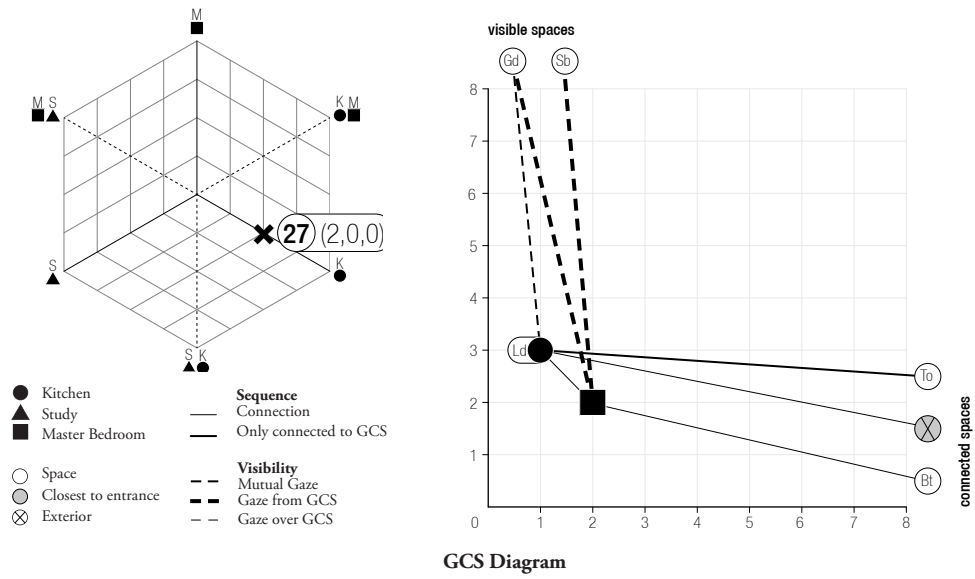 M
M S
K M
27 (2,0,0)
S
K
S K
Kitchen
Study
Master Bedroom
Space
Closest to entrance
Exterior
Sequence
Connection
Only connected to GCS
Visibility
Mutual Gaze
Gaze from GCS
Gaze over GCS
visible spaces
Gd
Sb
8
7
6
5
4
3
2
1
Ld
To
Bt
connected spaces
0 1 2 3 4 5 6 7 8
GCS Diagram